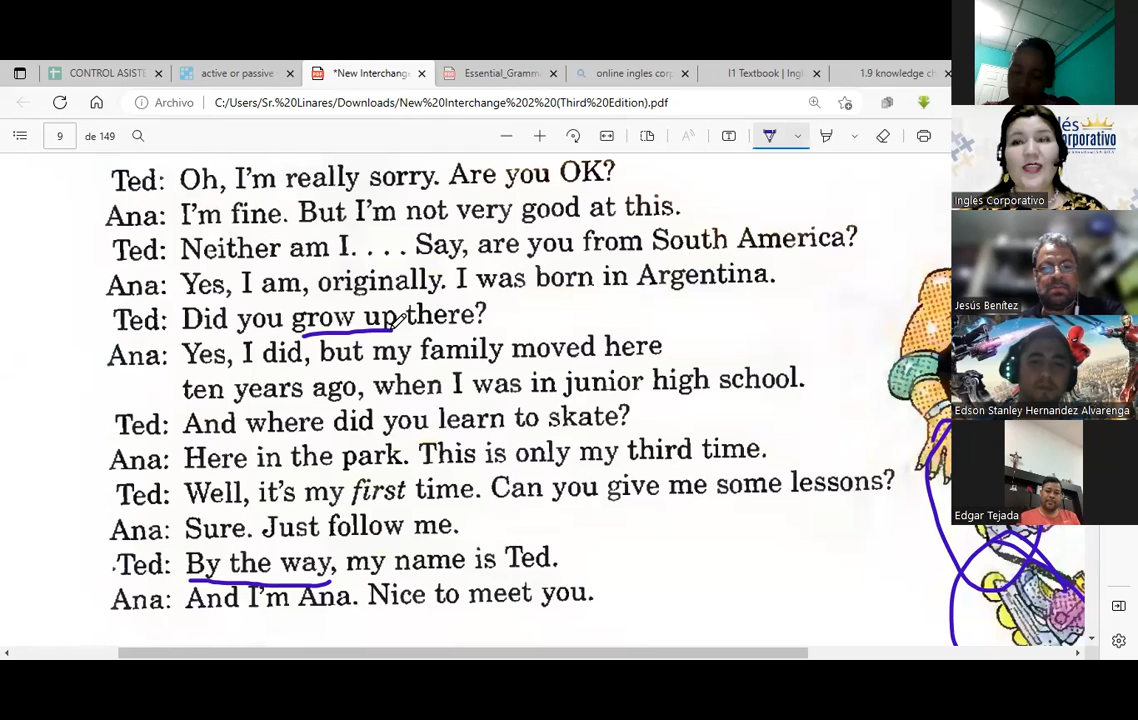 CONTROL ASISTE
active or passive
*New Interchange
Essential_Gramm
online ingles corp
I1 Textbook | Ingl
1.9 knowledge ch
Archivo
C:/Users/Sr.%20Linares/Downloads/New%20Interchange%202%20(Third%20Edition).pdf
9 de 149
Ted: Oh, I'm really sorry. Are you OK?
Ana: I'm fine. But I'm not very good at this.
Ted: Neither am I. . . . Say, are you from South America?
Ana: Yes, I am, originally. I was born in Argentina.
Ted: Did you grow up there?
Ana: Yes, I did, but my family moved here
ten years ago, when I was in junior high school.
Ted: And where did you learn to skate?
Ana: Here in the park. This is only my third time.
Ted: Well, it's my first time. Can you give me some lessons?
Ana: Sure. Just follow me.
Ted: By the way, my name is Ted.
Ana: And I'm Ana. Nice to meet you.
lés
orporativo
Ingles Corporativo
Jesús Benítez
Edson Stanley Hernandez Alvarenga
Edgar Tejada